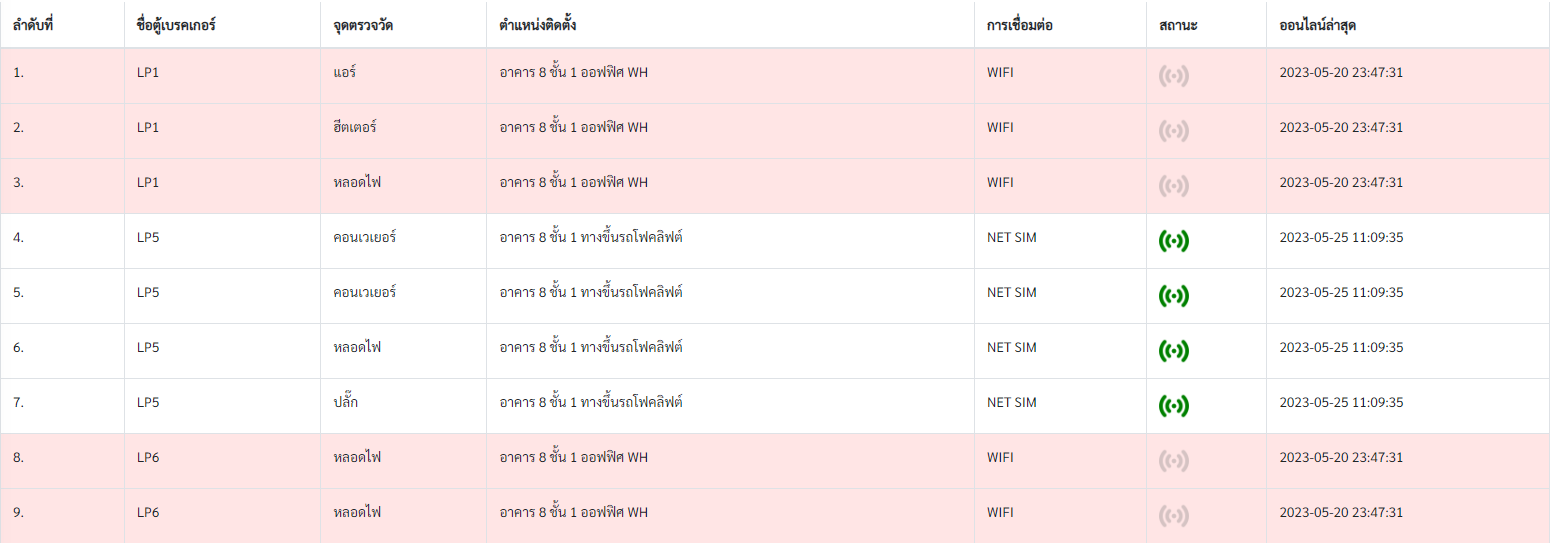 ลำดับที่ ชื่อตู้เบรคเกอร์ จุดตรวจวัด ตำแหน่งติดตั้ง การเชื่อมต่อ สถานะ ออนไลน์ล่าสุด
1. LP1 แอร์ อาคาร 8 ชั้น 1 ออฟฟิศ WH WIFI 2023-05-20 23:47:31
2. LP1 ฮีตเตอร์ อาคาร 8 ชั้น 1 ออฟฟิศ WH WIFI 2023-05-20 23:47:31
3. LP1 หลอดไฟ อาคาร 8 ชั้น 1 ออฟฟิศ WH WIFI 2023-05-20 23:47:31
4. LP5 คอนเวเยอร์ อาคาร 8 ชั้น 1 ทางขึ้นรถโฟคลิฟต์ NET SIM 2023-05-25 11:09:35
5. LP5 คอนเวเยอร์ อาคาร 8 ชั้น 1 ทางขึ้นรถโฟคลิฟต์ NET SIM 2023-05-25 11:09:35
6. LP5 หลอดไฟ อาคาร 8 ชั้น 1 ทางขึ้นรถโฟคลิฟต์ NET SIM 2023-05-25 11:09:35
7. LP5 ปลั๊ก อาคาร 8 ชั้น 1 ทางขึ้นรถโฟคลิฟต์ NET SIM 2023-05-25 11:09:35
8. LP6 หลอดไฟ อาคาร 8 ชั้น 1 ออฟฟิศ WH WIFI 2023-05-20 23:47:31
9. LP6 หลอดไฟ อาคาร 8 ชั้น 1 ออฟฟิศ WH WIFI 2023-05-20 23:47:31